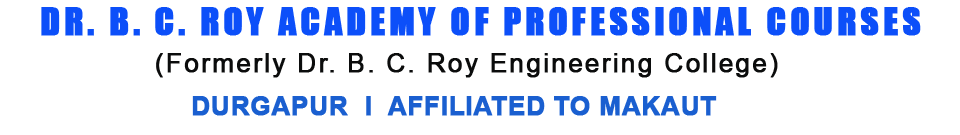 DR. B. C. ROY ACADEMY OF PROFESSIONAL COURSES
(Formerly Dr. B. C. Roy Engineering College)
DURGAPUR I AFFILIATED TO MAKAUT